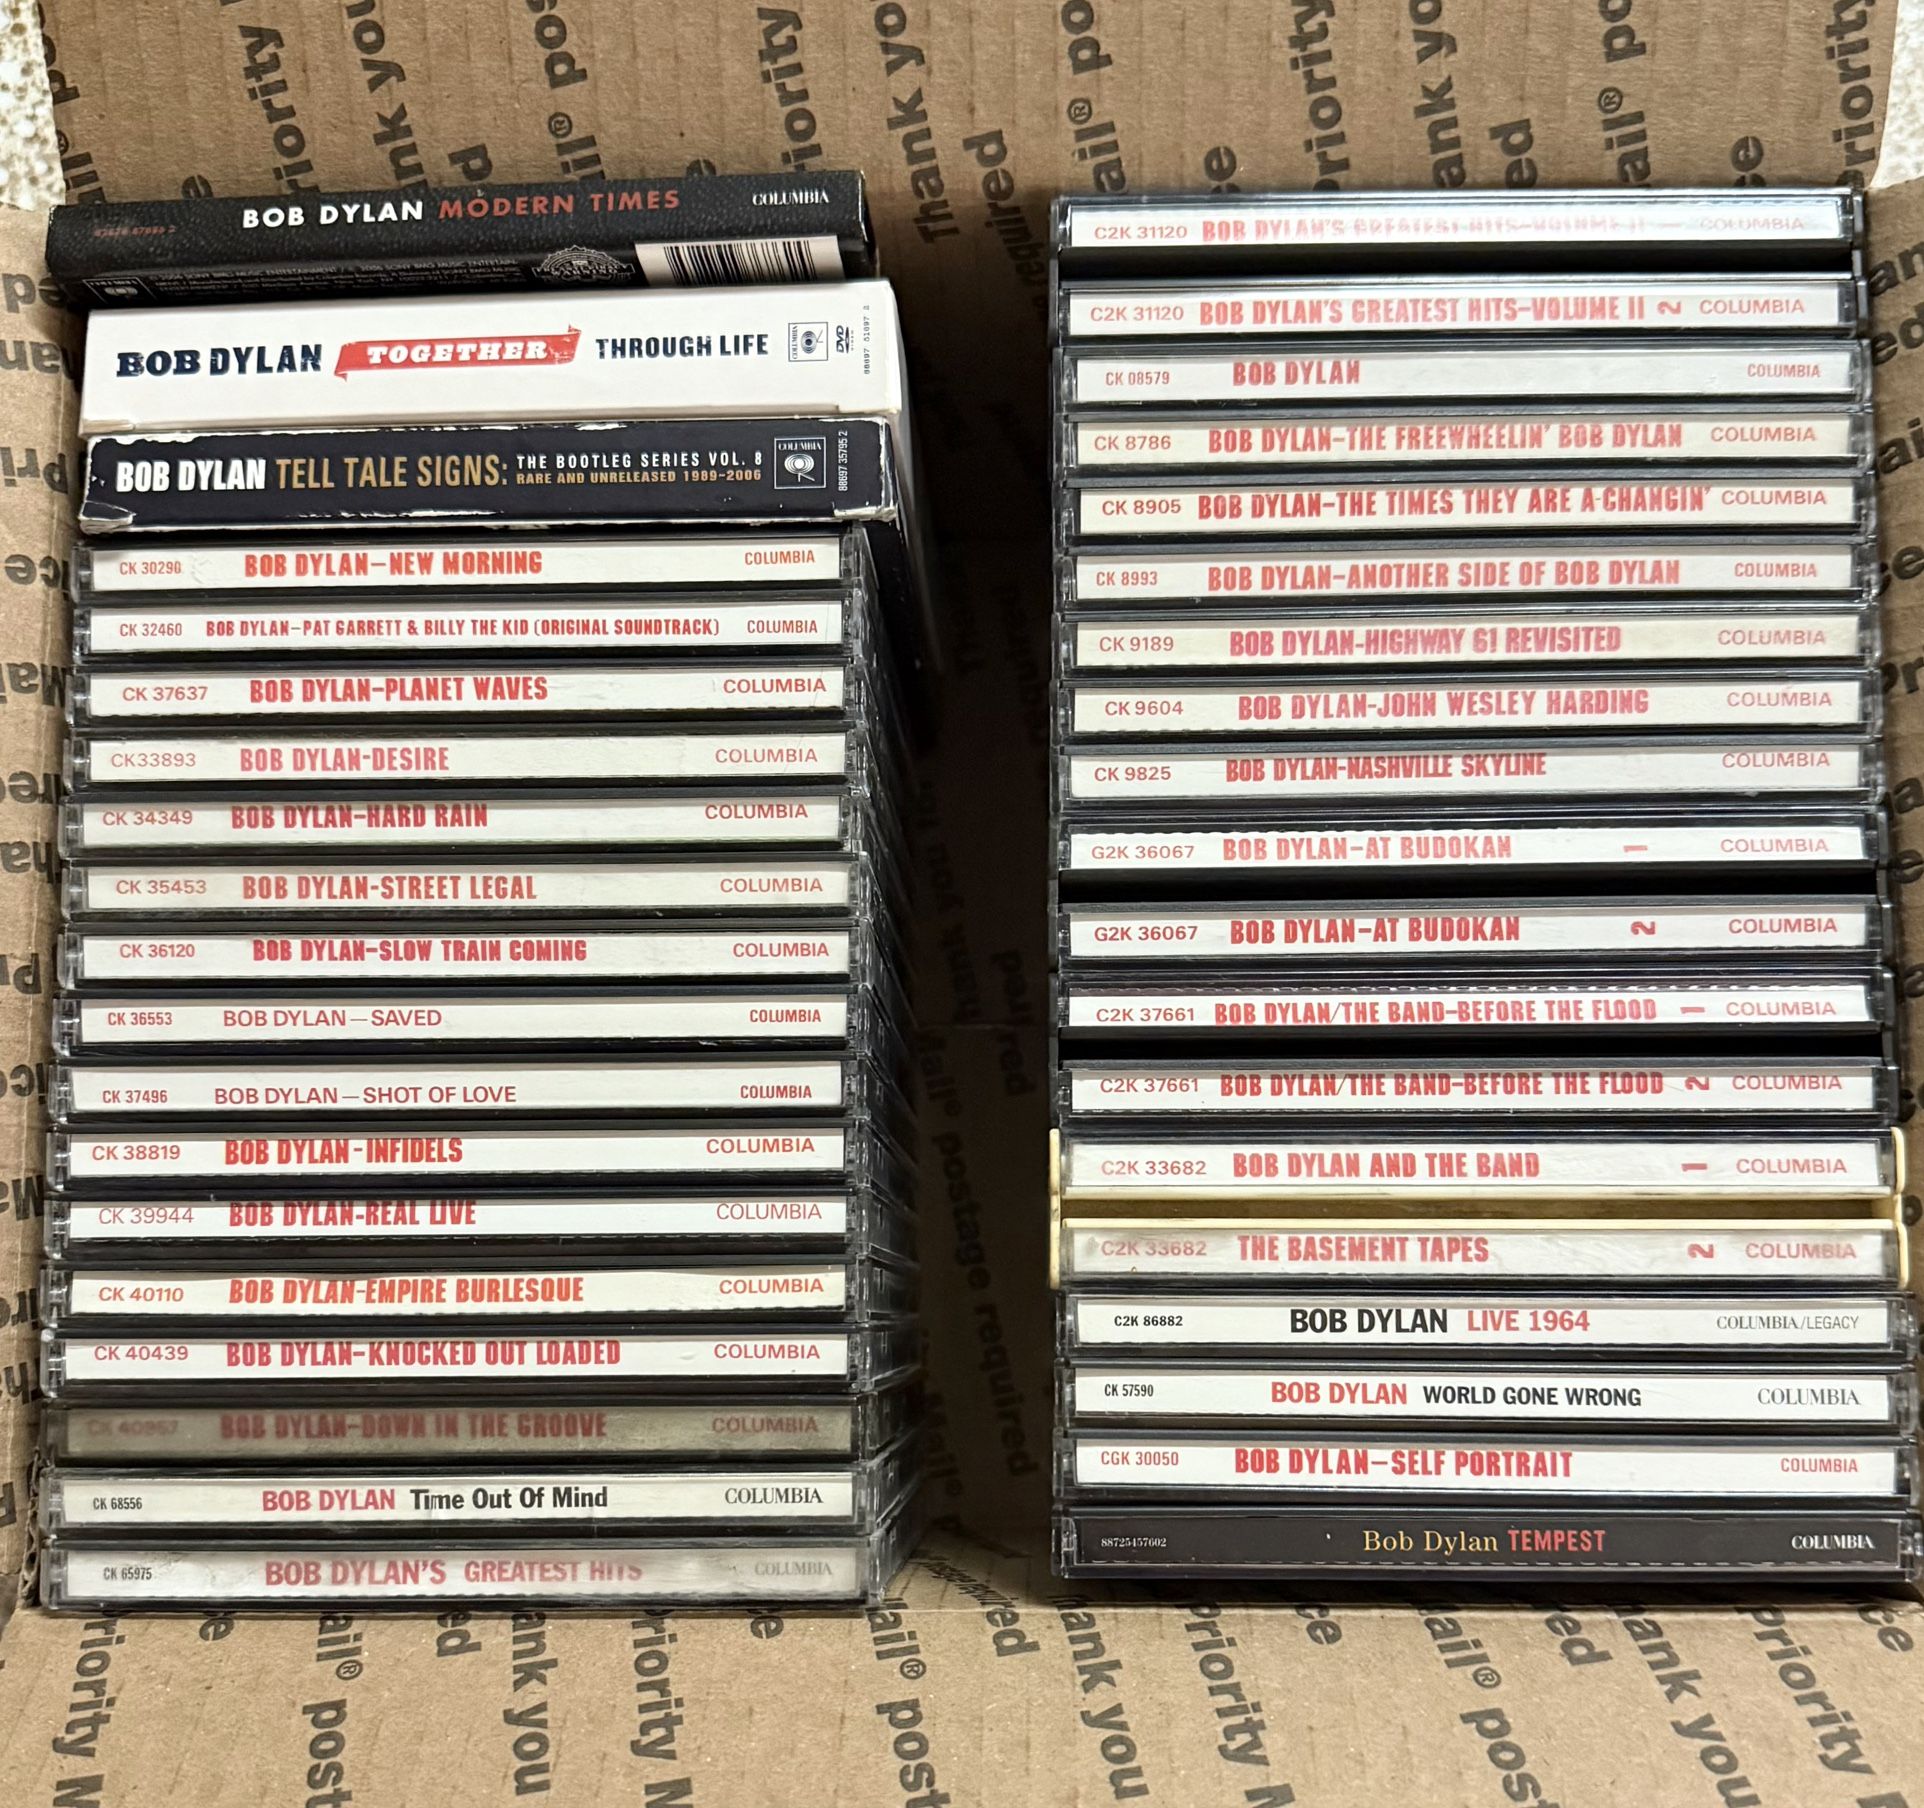 BOB DYLAN MODERN TIMES COLUMBIA
BOB DYLAN TOGETHER THROUGH LIFE COLUMBIA DVD
BOB DYLAN TELL TALE SIGNS: THE BOOTLEG SERIES VOL. 8 COLUMBIA 88697 35795 2
RARE AND UNRELEASED 1989-2006
CK 30290 BOB DYLAN–NEW MORNING COLUMBIA
CK 32460 BOB DYLAN–PAT GARRETT & BILLY THE KID (ORIGINAL SOUNDTRACK) COLUMBIA
CK 37637 BOB DYLAN–PLANET WAVES COLUMBIA
CK33893 BOB DYLAN-DESIRE COLUMBIA
CK 34349 BOB DYLAN–HARD RAIN COLUMBIA
CK 35453 BOB DYLAN-STREET LEGAL COLUMBIA
CK 36120 BOB DYLAN–SLOW TRAIN COMING COLUMBIA
CK 36553 BOB DYLAN—SAVED COLUMBIA
CK 37496 BOB DYLAN—SHOT OF LOVE COLUMBIA
CK 38819 BOB DYLAN-INFIDELS COLUMBIA
CK 39944 BOB DYLAN-REAL LIVE COLUMBIA
CK 40110 BOB DYLAN-EMPIRE BURLESQUE COLUMBIA
CK 40439 BOB DYLAN–KNOCKED OUT LOADED COLUMBIA
CK 40957 BOB DYLAN–DOWN IN THE GROOVE COLUMBIA
CK 68556 BOB DYLAN Time Out Of Mind COLUMBIA
CK 65975 BOB DYLAN'S GREATEST HITS COLUMBIA
C2K 31120 BOB DYLAN'S GREATEST HITS–VOLUME II 1 COLUMBIA
C2K 31120 BOB DYLAN'S GREATEST HITS–VOLUME II 2 COLUMBIA
CK 08579 BOB DYLAN COLUMBIA
CK 8786 BOB DYLAN–THE FREEWHEELIN' BOB DYLAN COLUMBIA
CK 8905 BOB DYLAN–THE TIMES THEY ARE A-CHANGIN' COLUMBIA
CK 8993 BOB DYLAN–ANOTHER SIDE OF BOB DYLAN COLUMBIA
CK 9189 BOB DYLAN-HIGHWAY 61 REVISITED COLUMBIA
CK 9604 BOB DYLAN-JOHN WESLEY HARDING COLUMBIA
CK 9825 BOB DYLAN-NASHVILLE SKYLINE COLUMBIA
G2K 36067 BOB DYLAN–AT BUDOKAN 1 COLUMBIA
G2K 36067 BOB DYLAN–AT BUDOKAN 2 COLUMBIA
C2K 37661 BOB DYLAN/THE BAND–BEFORE THE FLOOD 1 COLUMBIA
C2K 37661 BOB DYLAN/THE BAND–BEFORE THE FLOOD 2 COLUMBIA
C2K 33682 BOB DYLAN AND THE BAND 1 COLUMBIA
C2K 33682 THE BASEMENT TAPES 2 COLUMBIA
C2K 86882 BOB DYLAN LIVE 1964 COLUMBIA/LEGACY
CK 57590 BOB DYLAN WORLD GONE WRONG COLUMBIA
CGK 30050 BOB DYLAN–SELF PORTRAIT COLUMBIA
88725457602 Bob Dylan TEMPEST COLUMBIA